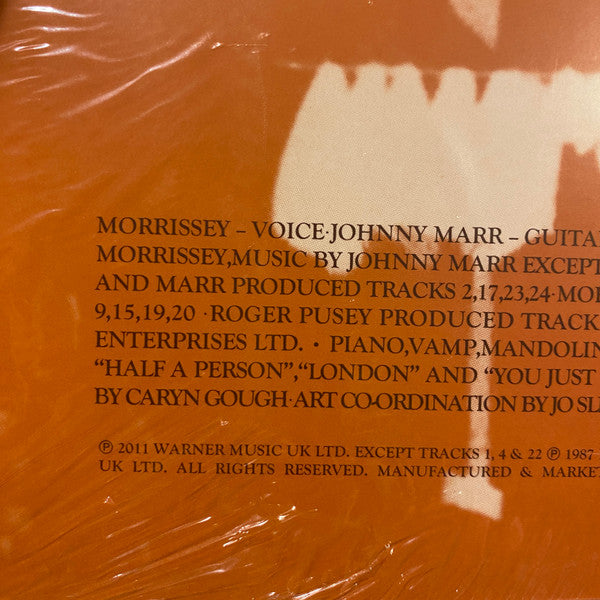 MORRISSEY – VOICE·JOHNNY MARR – GUITA
MORRISSEY,MUSIC BY JOHNNY MARR EXCEPT
AND MARR PRODUCED TRACKS 2,17,23,24·MO
9,15,19,20 ·ROGER PUSEY PRODUCED TRACK
ENTERPRISES LTD. · PIANO,VAMP,MANDOLIN
“HALF A PERSON”,“LONDON” AND “YOU JUST
BY CARYN GOUGH·ART CO-ORDINATION BY JO SL
℗ 2011 WARNER MUSIC UK LTD. EXCEPT TRACKS 1, 4 & 22 ℗ 1987
UK LTD. ALL RIGHTS RESERVED. MANUFACTURED & MARKET